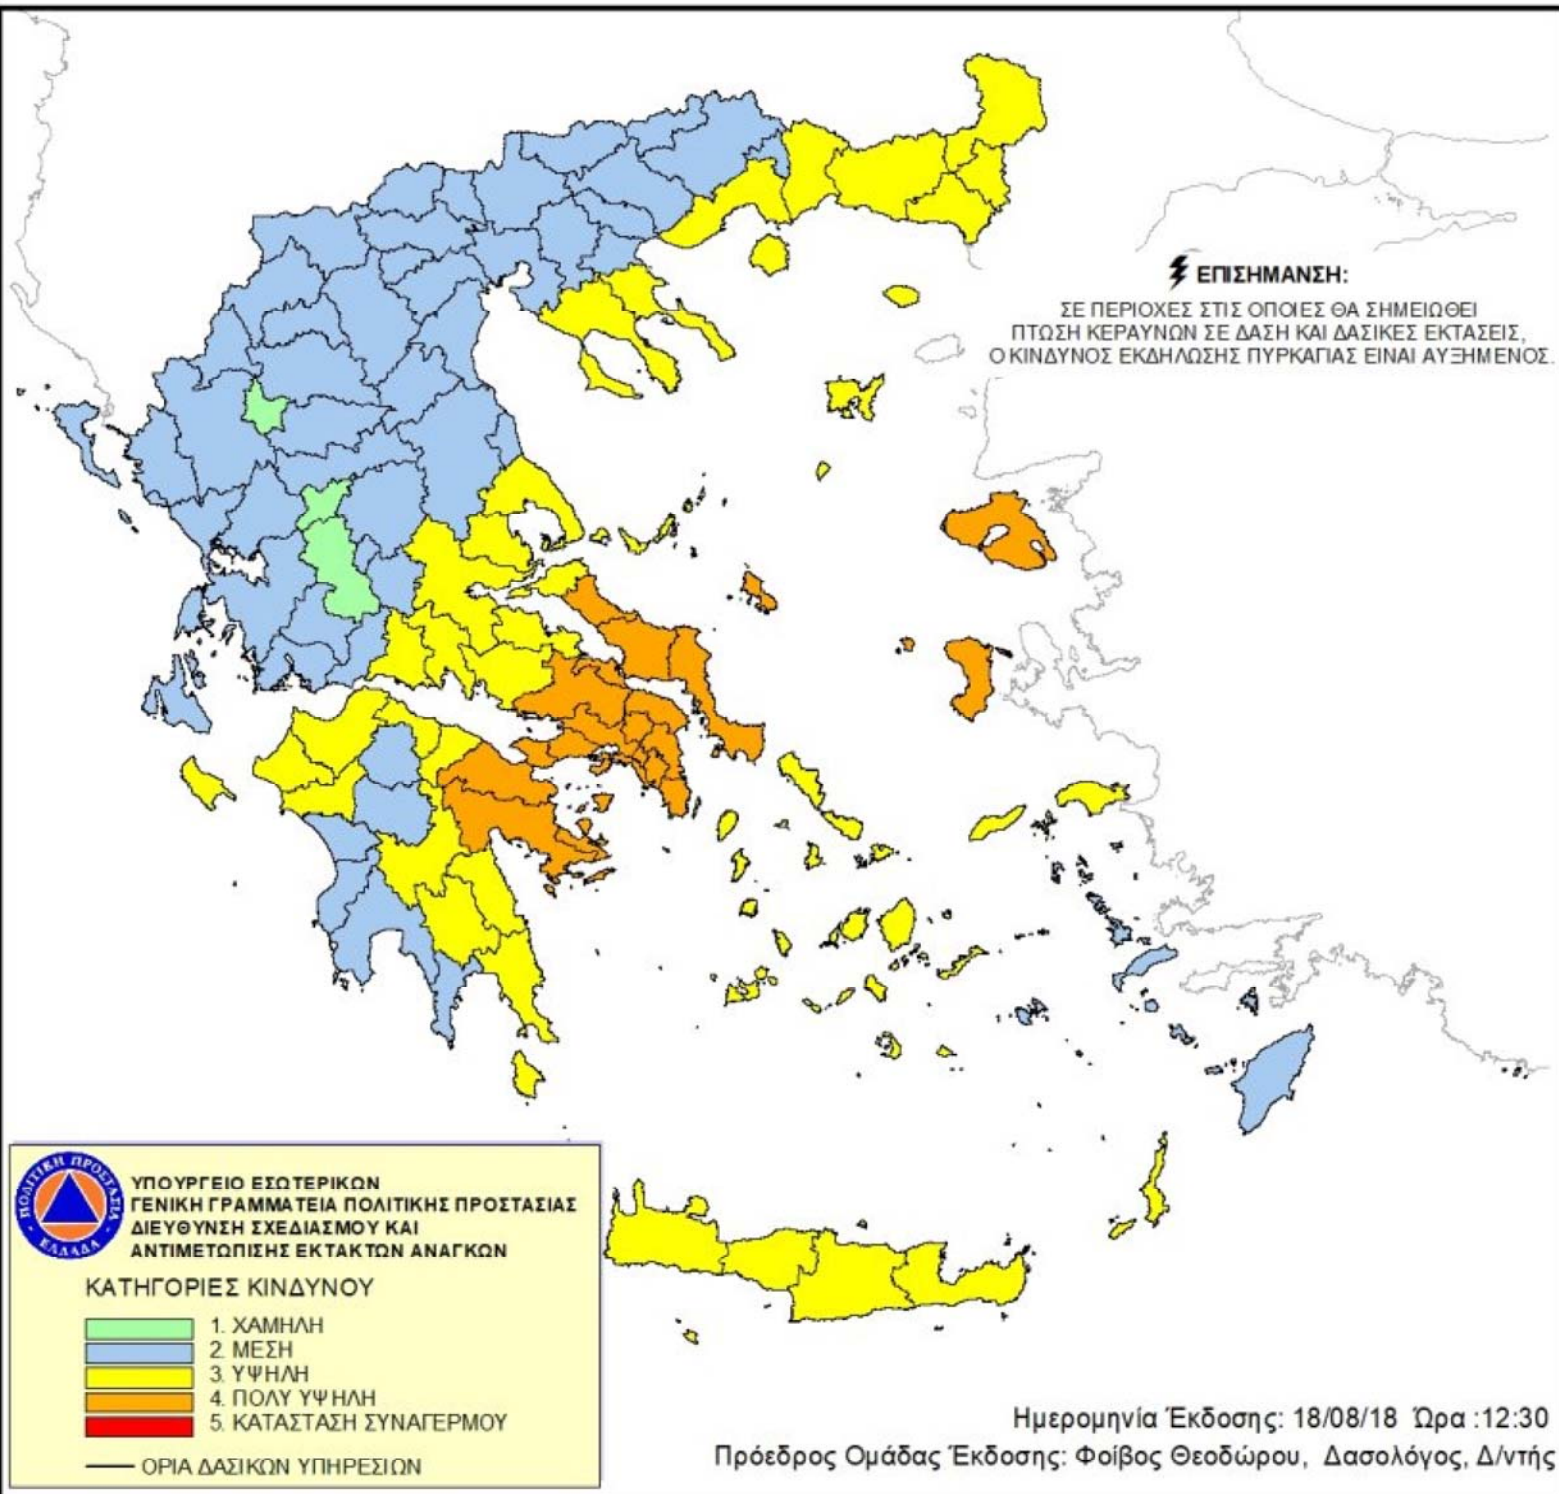 ΕΠΙΣΗΜΑΝΣΗ:
ΣΕ ΠΕΡΙΟΧΕΣ ΣΤΙΣ ΟΠΟΙΕΣ ΘΑ ΣΗΜΕΙΩΘΕΙ
ΠΤΩΣΗ ΚΕΡΑΥΝΩΝ ΣΕ ΔΑΣΗ ΚΑΙ ΔΑΣΙΚΕΣ ΕΚΤΑΣΕΙΣ,
Ο ΚΙΝΔΥΝΟΣ ΕΚΔΗΛΩΣΗΣ ΠΥΡΚΑΓΙΑΣ ΕΙΝΑΙ ΑΥΞΗΜΕΝΟΣ.
ΠΟΛΙΤΙΚΗ ΠΡΟΣΤΑΣΙΑ
ΕΛΛΑΔΑ
ΥΠΟΥΡΓΕΙΟ ΕΣΩΤΕΡΙΚΩΝ
ΓΕΝΙΚΗ ΓΡΑΜΜΑΤΕΙΑ ΠΟΛΙΤΙΚΗΣ ΠΡΟΣΤΑΣΙΑΣ
ΔΙΕΥΘΥΝΣΗ ΣΧΕΔΙΑΣΜΟΥ ΚΑΙ
ΑΝΤΙΜΕΤΩΠΙΣΗΣ ΕΚΤΑΚΤΩΝ ΑΝΑΓΚΩΝ
ΚΑΤΗΓΟΡΙΕΣ ΚΙΝΔΥΝΟΥ
1. ΧΑΜΗΛΗ
2. ΜΕΣΗ
3. ΥΨΗΛΗ
4. ΠΟΛΥ ΥΨΗΛΗ
5. ΚΑΤΑΣΤΑΣΗ ΣΥΝΑΓΕΡΜΟΥ
ΟΡΙΑ ΔΑΣΙΚΩΝ ΥΠΗΡΕΣΙΩΝ
Ημερομηνία Έκδοσης: 18/08/18 Ώρα :12:30
Πρόεδρος Ομάδας Έκδοσης: Φοίβος Θεοδώρου, Δασολόγος, Δ/ντής